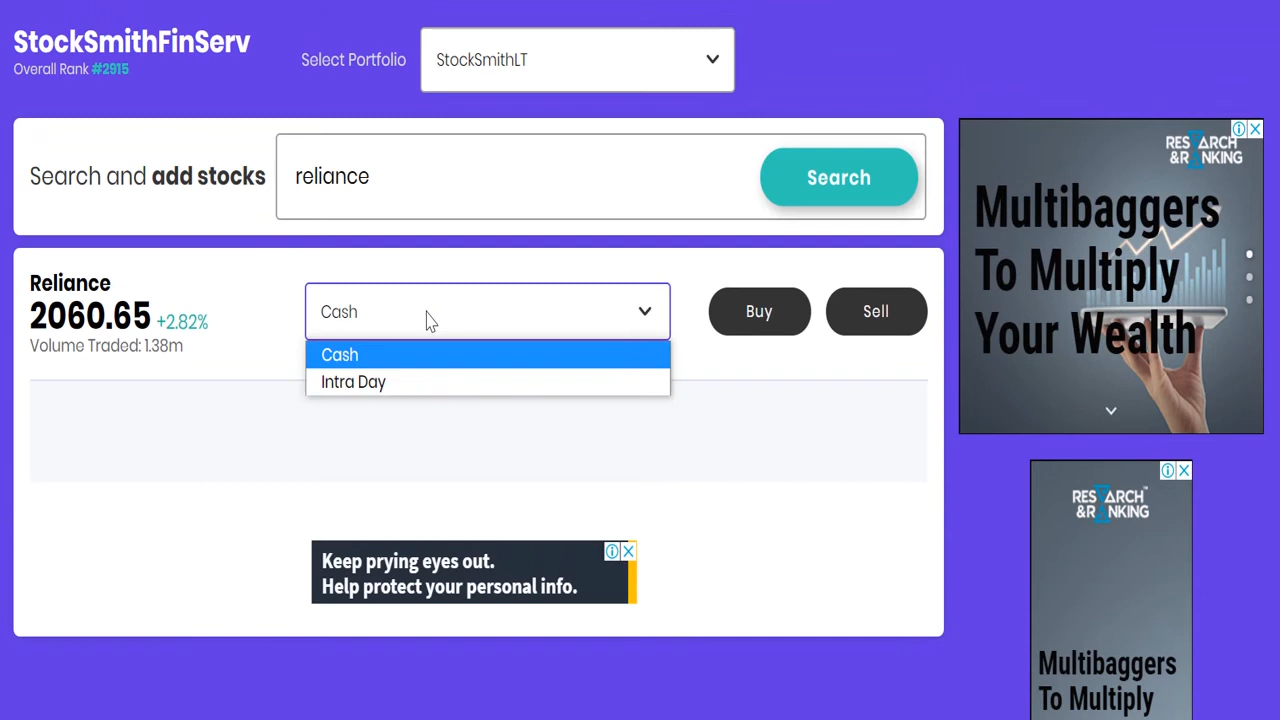 StockSmithFinServ
Overall Rank #2915
Select Portfolio
StockSmithLT
Search and add stocks
reliance
Search
Reliance
2060.65 +2.82%
Volume Traded: 1.38m
Cash
Buy
Sell
Cash
Intra Day
Keep prying eyes out.
Help protect your personal info.
RESEARCH
& RANKING
Multibaggers
To Multiply
Your Wealth
RESEARCH™
& RANKING
Multibaggers
To Multiply